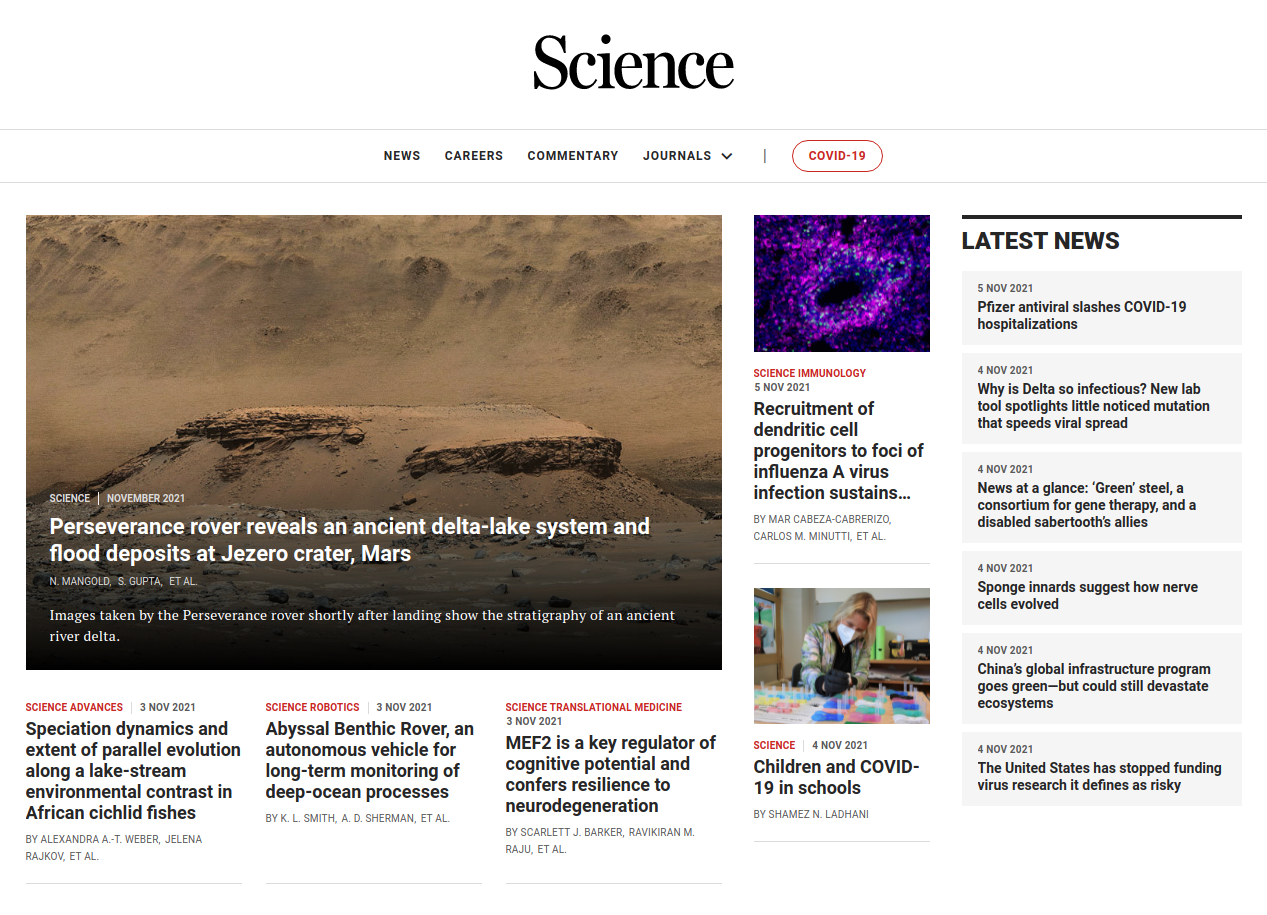 Science
NEWS CAREERS COMMENTARY JOURNALS | COVID-19
SCIENCE | NOVEMBER 2021
Perseverance rover reveals an ancient delta-lake system and
flood deposits at Jezero crater, Mars
N. MANGOLD, S. GUPTA, ET AL.
Images taken by the Perseverance rover shortly after landing show the stratigraphy of an ancient
river delta.
SCIENCE ADVANCES | 3 NOV 2021
Speciation dynamics and
extent of parallel evolution
along a lake-stream
environmental contrast in
African cichlid fishes
BY ALEXANDRA A.-T. WEBER, JELENA
RAJKOV, ET AL.
SCIENCE ROBOTICS | 3 NOV 2021
Abyssal Benthic Rover, an
autonomous vehicle for
long-term monitoring of
deep-ocean processes
BY K. L. SMITH, A. D. SHERMAN, ET AL.
SCIENCE TRANSLATIONAL MEDICINE
3 NOV 2021
MEF2 is a key regulator of
cognitive potential and
confers resilience to
neurodegeneration
BY SCARLETT J. BARKER, RAVIKIRAN M.
RAJU, ET AL.
SCIENCE IMMUNOLOGY
5 NOV 2021
Recruitment of
dendritic cell
progenitors to foci of
influenza A virus
infection sustains…
BY MAR CABEZA-CABRERIZO,
CARLOS M. MINUTTI, ET AL.
SCIENCE | 4 NOV 2021
Children and COVID-
19 in schools
BY SHAMEZ N. LADHANI
LATEST NEWS
5 NOV 2021
Pfizer antiviral slashes COVID-19
hospitalizations
4 NOV 2021
Why is Delta so infectious? New lab
tool spotlights little noticed mutation
that speeds viral spread
4 NOV 2021
News at a glance: ‘Green’ steel, a
consortium for gene therapy, and a
disabled sabertooth’s allies
4 NOV 2021
Sponge innards suggest how nerve
cells evolved
4 NOV 2021
China’s global infrastructure program
goes green—but could still devastate
ecosystems
4 NOV 2021
The United States has stopped funding
virus research it defines as risky